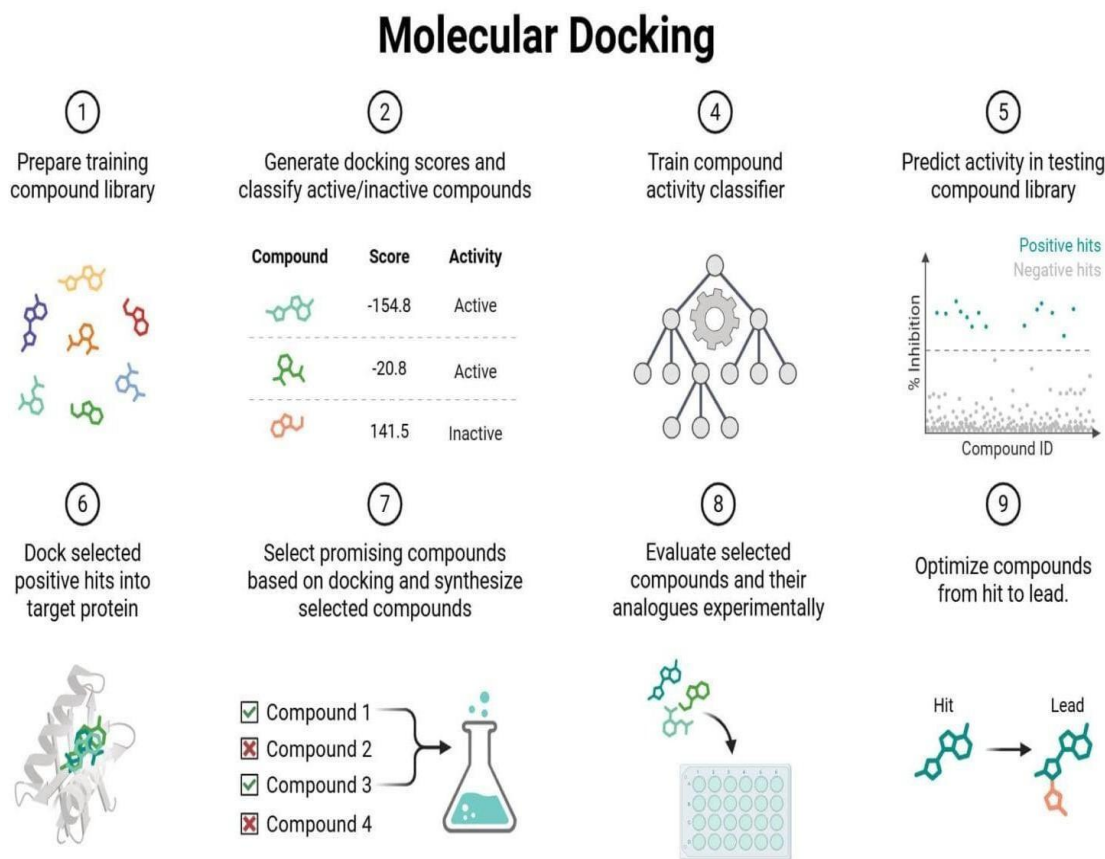 Molecular Docking
1
Prepare training
compound library
2
Generate docking scores and
classify active/inactive compounds
Compound Score Activity
-154.8 Active
-20.8 Active
141.5 Inactive
4
Train compound
activity classifier
5
Predict activity in testing
compound library
Positive hits
Negative hits
% Inhibition
Compound ID
6
Dock selected
positive hits into
target protein
7
Select promising compounds
based on docking and synthesize
selected compounds
Compound 1
Compound 2
Compound 3
Compound 4
8
Evaluate selected
compounds and their
analogues experimentally
9
Optimize compounds
from hit to lead.
Hit
Lead